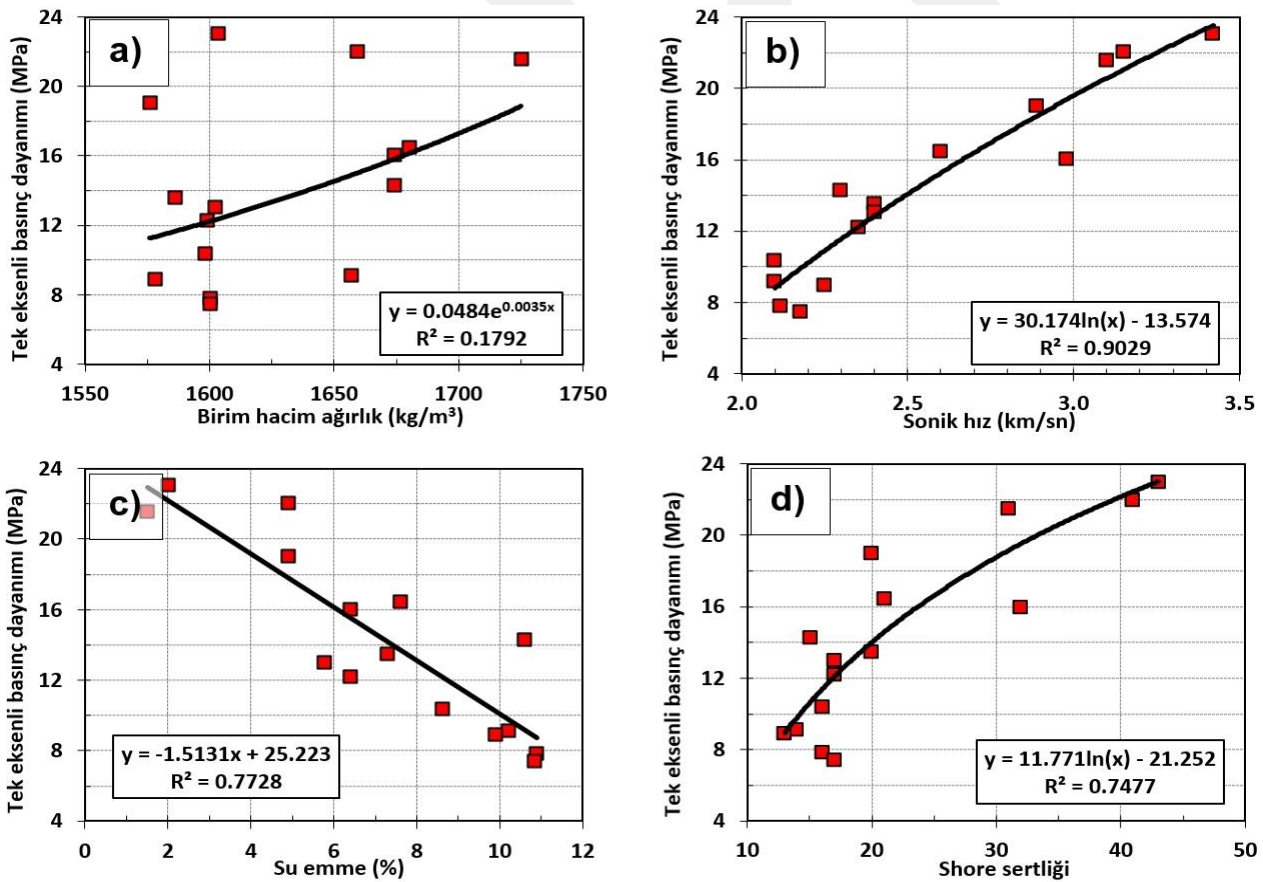 a)
Tek eksenli basınç dayanımı (MPa)
24
20
16
12
8
4
y = 0.0484e^0.0035x
R² = 0.1792
1550
1600
1650
1700
1750
Birim hacim ağırlık (kg/m³)
b)
Tek eksenli basınç dayanımı (MPa)
24
20
16
12
8
4
y = 30.174ln(x) - 13.574
R² = 0.9029
2.0
2.5
3.0
3.5
Sonik hız (km/sn)
c)
Tek eksenli basınç dayanımı (MPa)
24
20
16
12
8
4
y = -1.5131x + 25.223
R² = 0.7728
0
2
4
6
8
10
12
Su emme (%)
d)
Tek eksenli basınç dayanımı (MPa)
24
20
16
12
8
4
y = 11.771ln(x) - 21.252
R² = 0.7477
10
20
30
40
50
Shore sertliği